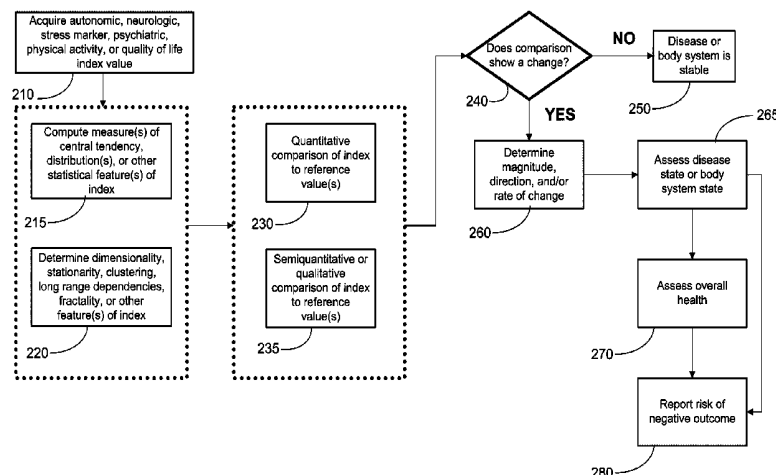 Acquire autonomic, neurologic,
stress marker, psychiatric,
physical activity, or quality of life
index value
210
Compute measure(s) of
central tendency,
distribution(s), or other
statistical feature(s) of
index
215
Determine dimensionality,
stationarity, clustering,
long range dependencies,
fractality, or other
feature(s) of index
220
Quantitative
comparison of index
to reference
value(s)
230
Semiquantitative or
qualitative
comparison of index
to reference
value(s)
235
Does comparison
show a change?
240
NO
Disease or
body system is
stable
250
YES
Determine
magnitude,
direction, and/or
rate of change
260
Assess disease
state or body
system state
265
Assess overall
health
270
Report risk of
negative outcome
280